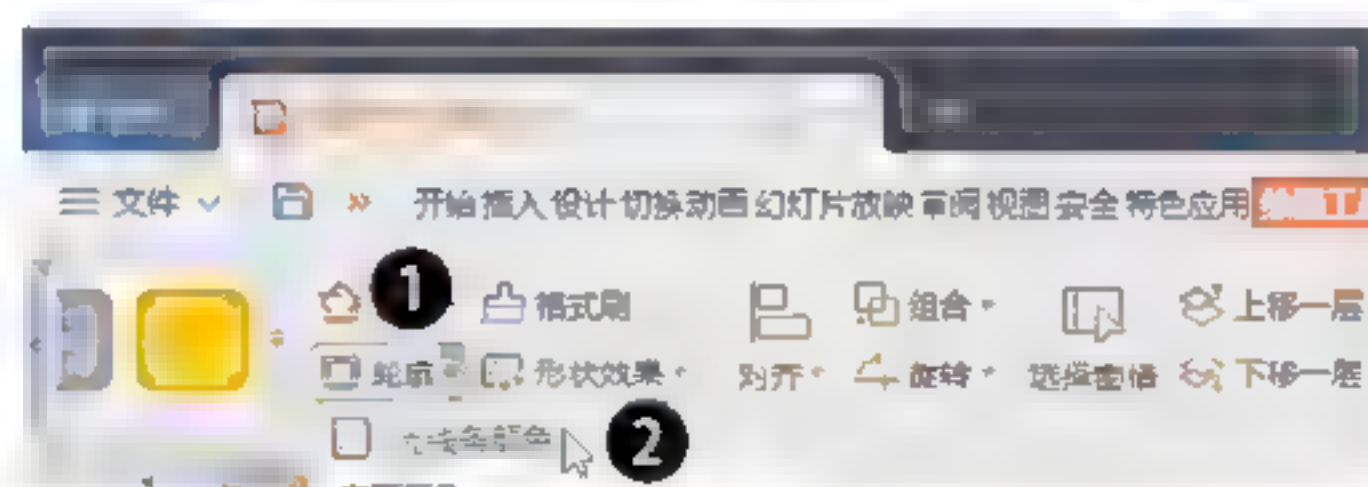 文件 开始 插入 设计 切换 动画 幻灯片放映 审阅 视图 安全 特色应用
1 格式刷 组合 上移一层
轮廓 形状效果 对齐 旋转 选择窗格 下移一层
2